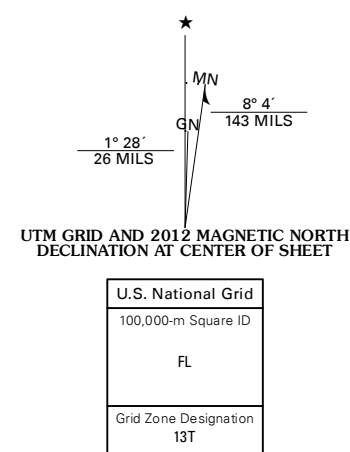 ★
MN
GN
8° 4´
143 MILS
1° 28´
26 MILS
UTM GRID AND 2012 MAGNETIC NORTH
DECLINATION AT CENTER OF SHEET
U.S. National Grid
100,000-m Square ID
FL
Grid Zone Designation
13T